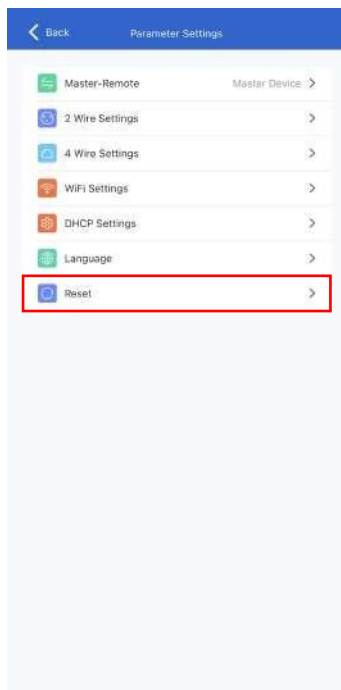 Back Parameter Settings
Master-Remote Master Device
2 Wire Settings
4 Wire Settings
WiFi Settings
DHCP Settings
Language
Reset